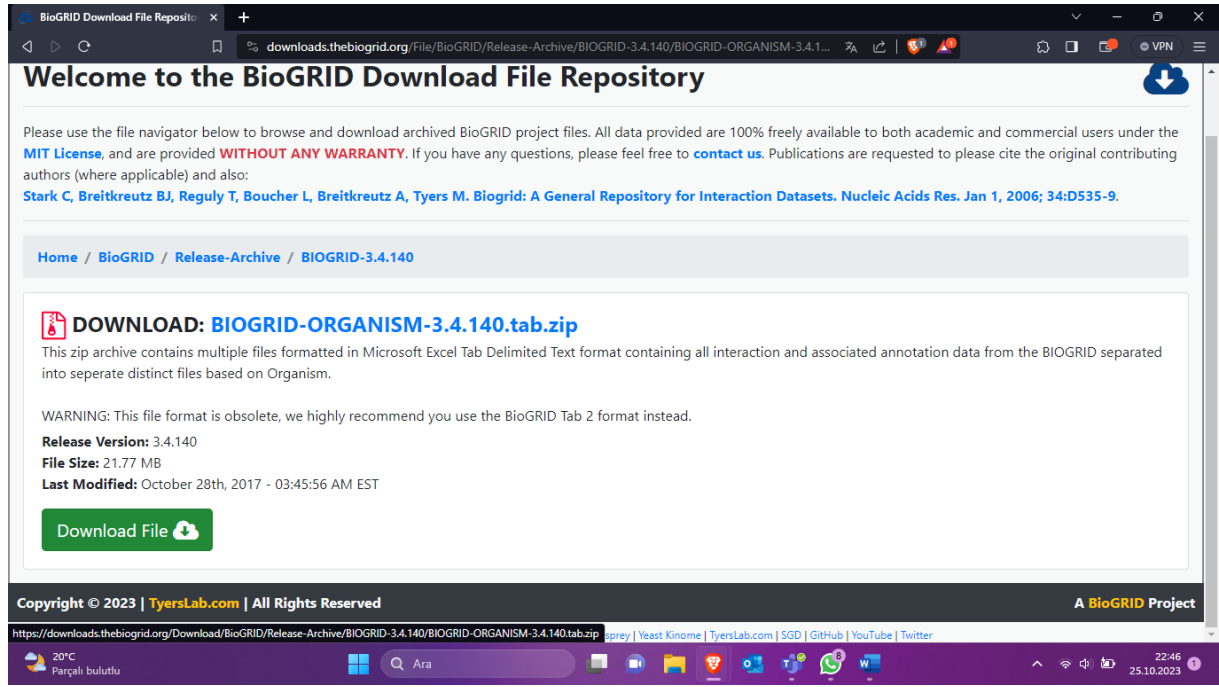 BioGRID Download File Reposito
downloads.thebiogrid.org/File/BioGRID/Release-Archive/BIOGRID-3.4.140/BIOGRID-ORGANISM-3.4.1...
VPN
Welcome to the BioGRID Download File Repository
Please use the file navigator below to browse and download archived BioGRID project files. All data provided are 100% freely available to both academic and commercial users under the
MIT License, and are provided WITHOUT ANY WARRANTY. If you have any questions, please feel free to contact us. Publications are requested to please cite the original contributing
authors (where applicable) and also:
Stark C, Breitkreutz BJ, Reguly T, Boucher L, Breitkreutz A, Tyers M. Biogrid: A General Repository for Interaction Datasets. Nucleic Acids Res. Jan 1, 2006; 34:D535-9.
Home / BioGRID / Release-Archive / BIOGRID-3.4.140
DOWNLOAD: BIOGRID-ORGANISM-3.4.140.tab.zip
This zip archive contains multiple files formatted in Microsoft Excel Tab Delimited Text format containing all interaction and associated annotation data from the BIOGRID separated
into seperate distinct files based on Organism.
WARNING: This file format is obsolete, we highly recommend you use the BioGRID Tab 2 format instead.
Release Version: 3.4.140
File Size: 21.77 MB
Last Modified: October 28th, 2017 - 03:45:56 AM EST
Download File
Copyright © 2023 | TyersLab.com | All Rights Reserved
A BioGRID Project
https://downloads.thebiogrid.org/Download/BioGRID/Release-Archive/BIOGRID-3.4.140/BIOGRID-ORGANISM-3.4.140.tab.zip
sprey | Yeast Kinome | TyersLab.com | SGD | GitHub | YouTube | Twitter
20°C
Parçalı bulutlu
Ara
22:46
25.10.2023
1